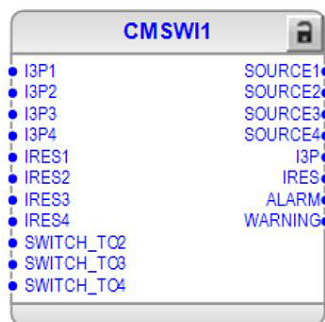 CMSWI1
I3P1 SOURCE1
I3P2 SOURCE2
I3P3 SOURCE3
I3P4 SOURCE4
IRES1 I3P
IRES2 IRES
IRES3 ALARM
IRES4 WARNING
SWITCH_TO2
SWITCH_TO3
SWITCH_TO4